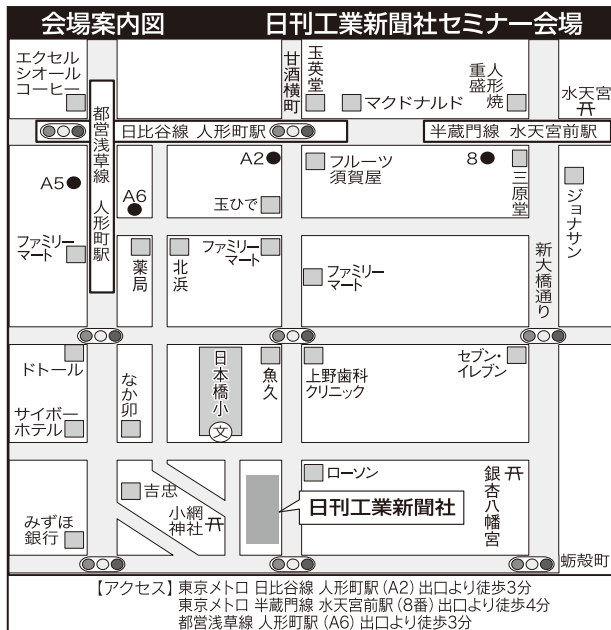 会場案内図 日刊工業新聞社セミナー会場
エクセル
シオール
コーヒー
都営浅草線 人形町駅
甘酒横町
玉英堂
マクドナルド
人形焼
重盛
水天宮
日比谷線 人形町駅
半蔵門線 水天宮前駅
A5
A6
A2
玉ひで
フルーツ
須賀屋
8
三原堂
ジョナサン
ファミリー
マート
薬局
北浜
ファミリー
マート
ファミリー
マート
新大橋通り
ドトール
なか卯
日本橋小
文
魚久
上野歯科
クリニック
セブン・
イレブン
サイボー
ホテル
吉忠
小網
神社
ローソン
日刊工業新聞社
銀杏八幡宮
みずほ
銀行
蛎殻町
【アクセス】東京メトロ 日比谷線 人形町駅(A2)出口より徒歩3分
東京メトロ 半蔵門線 水天宮前駅(8番)出口より徒歩4分
都営浅草線 人形町駅(A6)出口より徒歩3分